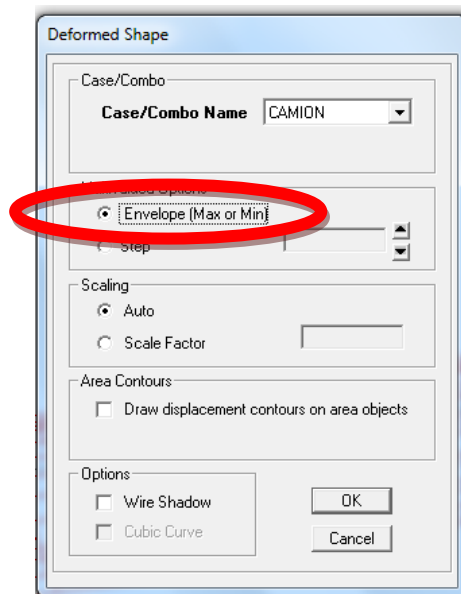 Deformed Shape
Case/Combo
Case/Combo Name CAMION
Options
Envelope (Max or Min)
Step
Scaling
Auto
Scale Factor
Area Contours
Draw displacement contours on area objects
Options
Wire Shadow
Cubic Curve
OK
Cancel